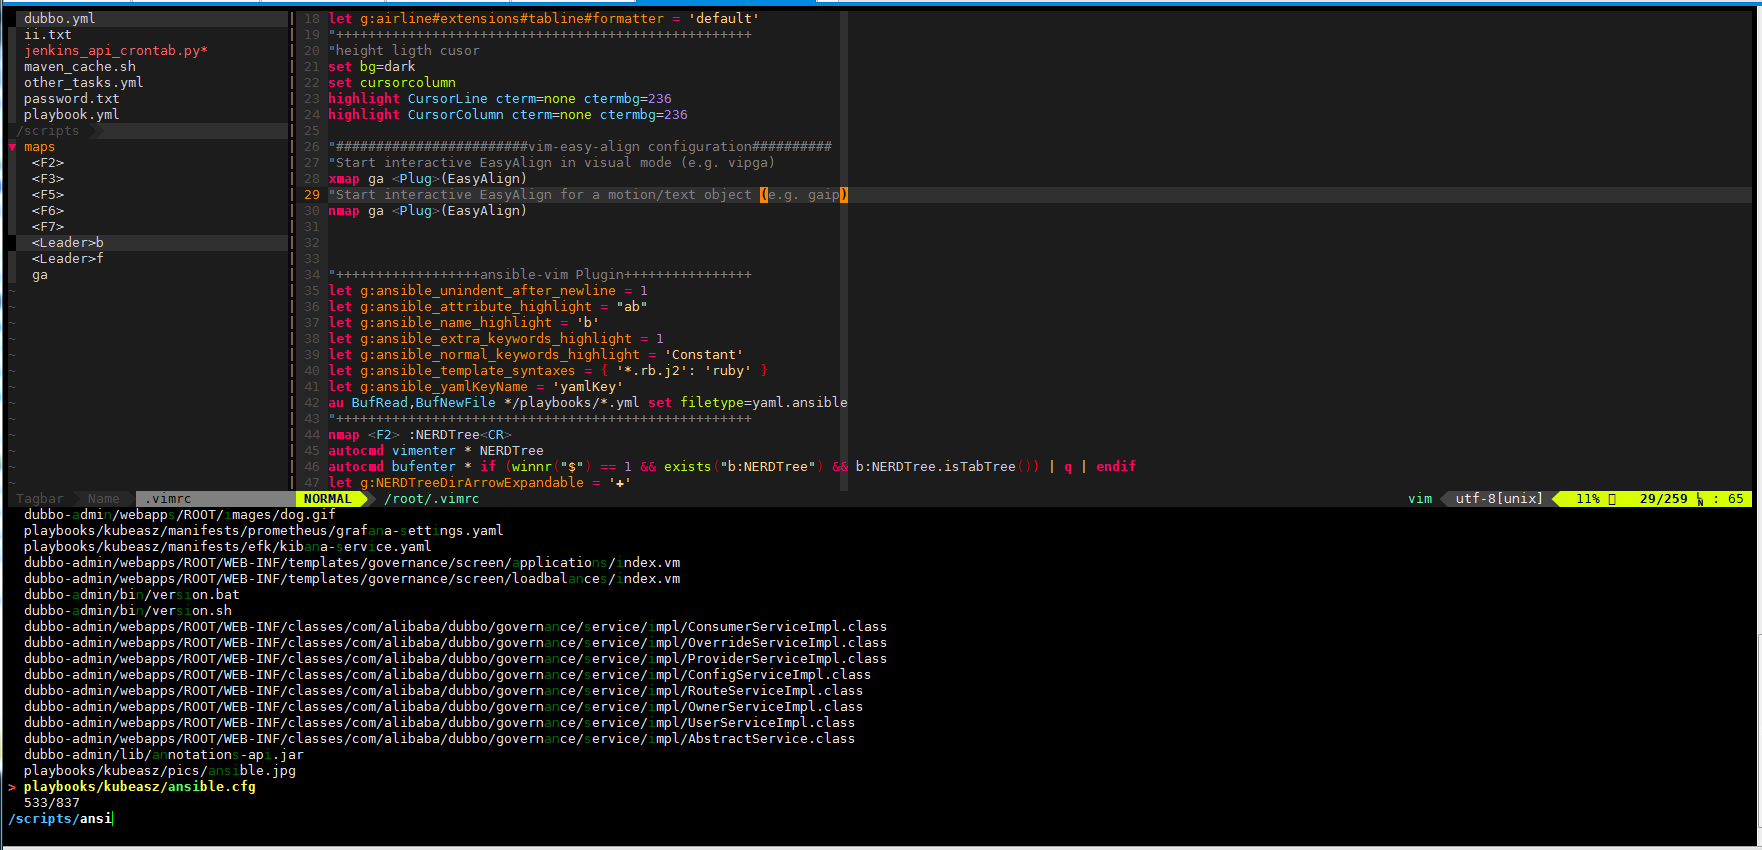 dubbo.yml
ii.txt
jenkins_api_crontab.py*
maven_cache.sh
other_tasks.yml
password.txt
playbook.yml
/scripts
▼ maps
<F2>
<F3>
<F5>
<F6>
<F7>
<Leader>b
<Leader>f
ga
~
~
~
~
~
~
~
~
~
~
~
~
~
Tagbar Name .vimrc
18 let g:airline#extensions#tabline#formatter = 'default'
19 "++++++++++++++++++++++++++++++++++++++++++++++++++++
20 "height ligth cusor
21 set bg=dark
22 set cursorcolumn
23 highlight CursorLine cterm=none ctermbg=236
24 highlight CursorColumn cterm=none ctermbg=236
25
26 "########################vim-easy-align configuration##########
27 "Start interactive EasyAlign in visual mode (e.g. vipga)
28 xmap ga <Plug>(EasyAlign)
29 "Start interactive EasyAlign for a motion/text object (e.g. gaip)
30 nmap ga <Plug>(EasyAlign)
31
32
33
34 "++++++++++++++++++ansible-vim Plugin++++++++++++++++
35 let g:ansible_unindent_after_newline = 1
36 let g:ansible_attribute_highlight = "ab"
37 let g:ansible_name_highlight = 'b'
38 let g:ansible_extra_keywords_highlight = 1
39 let g:ansible_normal_keywords_highlight = 'Constant'
40 let g:ansible_template_syntaxes = { '*.rb.j2': 'ruby' }
41 let g:ansible_yamlKeyName = 'yamlKey'
42 au BufRead,BufNewFile */playbooks/*.yml set filetype=yaml.ansible
43 "++++++++++++++++++++++++++++++++++++++++++++++++++++
44 nmap <F2> :NERDTree<CR>
45 autocmd vimenter * NERDTree
46 autocmd bufenter * if (winnr("$") == 1 && exists("b:NERDTree") && b:NERDTree.isTabTree()) | q | endif
47 let g:NERDTreeDirArrowExpandable = '+'
NORMAL /root/.vimrc vim utf-8[unix] 11% 29/259 : 65
dubbo-admin/webapps/ROOT/images/dog.gif
playbooks/kubeasz/manifests/prometheus/grafana-settings.yaml
playbooks/kubeasz/manifests/efk/kibana-service.yaml
dubbo-admin/webapps/ROOT/WEB-INF/templates/governance/screen/applications/index.vm
dubbo-admin/webapps/ROOT/WEB-INF/templates/governance/screen/loadbalances/index.vm
dubbo-admin/bin/version.bat
dubbo-admin/bin/version.sh
dubbo-admin/webapps/ROOT/WEB-INF/classes/com/alibaba/dubbo/governance/service/impl/ConsumerServiceImpl.class
dubbo-admin/webapps/ROOT/WEB-INF/classes/com/alibaba/dubbo/governance/service/impl/OverrideServiceImpl.class
dubbo-admin/webapps/ROOT/WEB-INF/classes/com/alibaba/dubbo/governance/service/impl/ProviderServiceImpl.class
dubbo-admin/webapps/ROOT/WEB-INF/classes/com/alibaba/dubbo/governance/service/impl/ConfigServiceImpl.class
dubbo-admin/webapps/ROOT/WEB-INF/classes/com/alibaba/dubbo/governance/service/impl/RouteServiceImpl.class
dubbo-admin/webapps/ROOT/WEB-INF/classes/com/alibaba/dubbo/governance/service/impl/OwnerServiceImpl.class
dubbo-admin/webapps/ROOT/WEB-INF/classes/com/alibaba/dubbo/governance/service/impl/UserServiceImpl.class
dubbo-admin/webapps/ROOT/WEB-INF/classes/com/alibaba/dubbo/governance/service/impl/AbstractService.class
dubbo-admin/lib/annotations-api.jar
playbooks/kubeasz/pics/ansible.jpg
> playbooks/kubeasz/ansible.cfg
533/837
/scripts/ansi